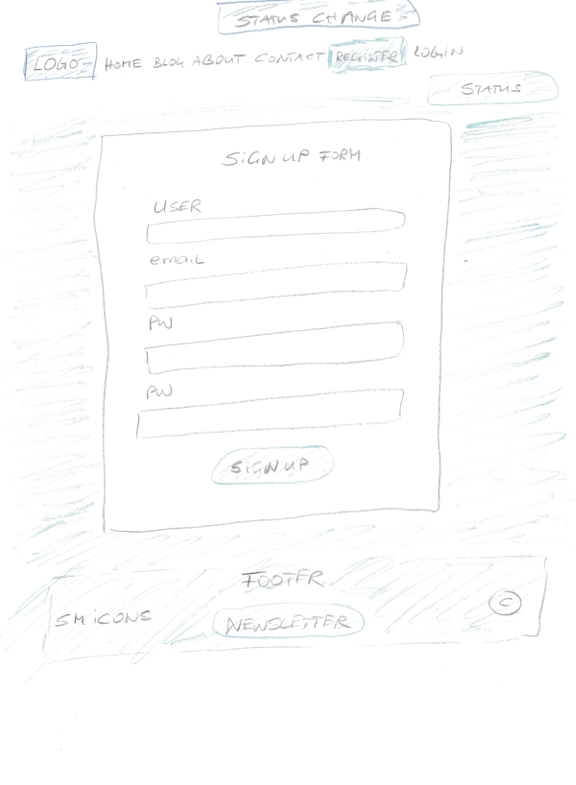 STATUS CHANGE
LOGO HOME BLOG ABOUT CONTACT REGISTER LOGIN
STATUS
SIGN UP FORM
USER
email
PW
PW
SIGN UP
FOOTER
SM ICONS NEWSLETTER ©